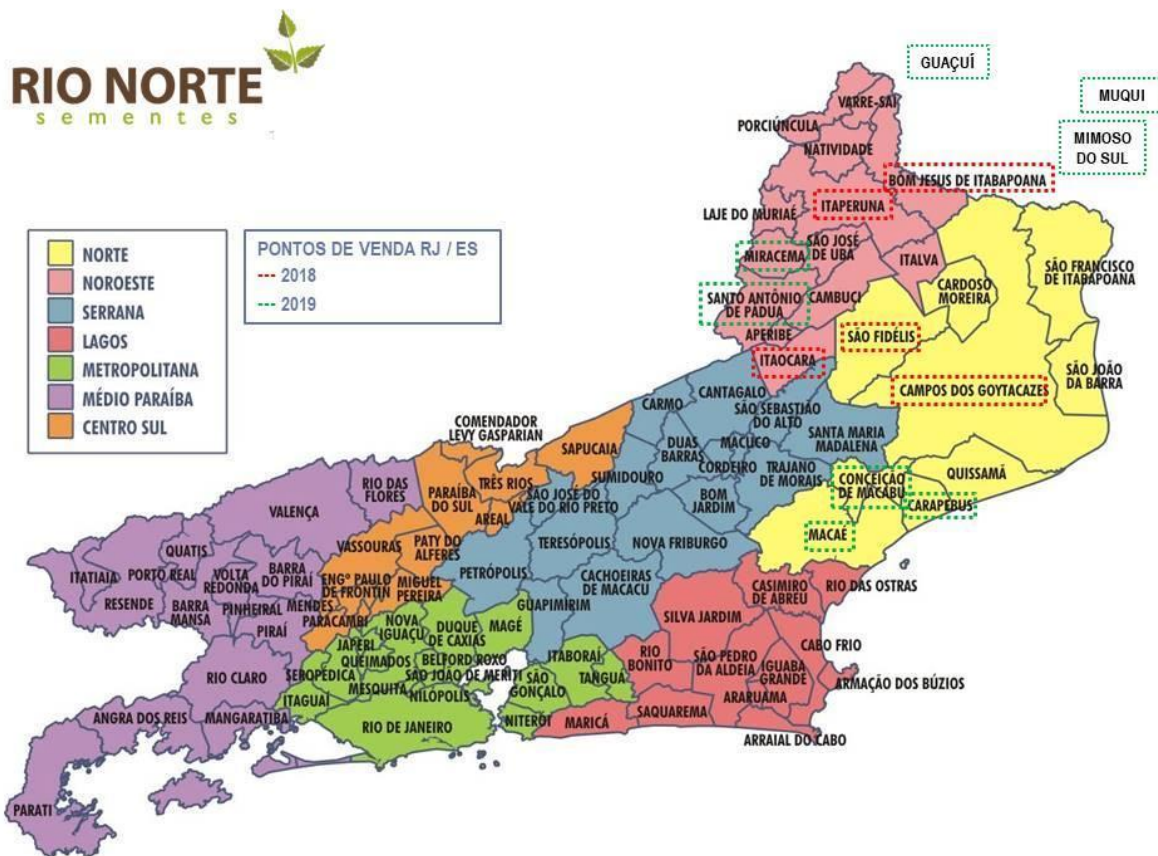 RIO NORTE
sementes
GUAÇUÍ
MUQUI
MIMOSO
DO SUL
NORTE
NOROESTE
SERRANA
LAGOS
METROPOLITANA
MÉDIO PARAÍBA
CENTRO SUL
PONTOS DE VENDA RJ / ES
2018
2019
VARRE-SAI
PORCIÚNCULA
NATIVIDADE
BOM JESUS DE ITABAPOANA
ITAPERUNA
LAJE DO MURIAÉ
SÃO JOSÉ
DE UBÁ
MIRACEMA
ITALVA
SÃO FRANCISCO
DE ITABAPOANA
CARDOSO
MOREIRA
SANTO ANTÔNIO
DE PÁDUA
CAMBUCI
APERIBÉ
SÃO FIDÉLIS
ITAOCARA
SÃO JOÃO
DA BARRA
CAMPOS DOS GOYTACAZES
CANTAGALO
CARMO
SÃO SEBASTIÃO
DO ALTO
COMENDADOR
LEVY GASPARIAN
SANTA MARIA
MADALENA
SAPUCAIA
DUAS
BARRAS
MACUCO
CORDEIRO
TRAJANO
DE MORAIS
SUMIDOURO
CONCEIÇÃO
DE MACABU
QUISSAMÃ
CARAPEBUS
RIO DAS
FLORES
PARAÍBA
DO SUL
TRÊS RIOS
SÃO JOSÉ DO
VALE DO RIO PRETO
BOM
JARDIM
VALENÇA
AREAL
MACAÉ
VASSOURAS
PATY DO
ALFERES
TERESÓPOLIS
NOVA FRIBURGO
QUATIS
ITATIAIA
PORTO REAL
VOLTA
REDONDA
BARRA
DO PIRAÍ
ENGº PAULO
DE FRONTIN
MIGUEL
PEREIRA
PETRÓPOLIS
CACHOEIRAS
DE MACACU
CASIMIRO
DE ABREU
RIO DAS OSTRAS
RESENDE
BARRA
MANSA
PINHEIRAL
MENDES
PARACAMBI
GUAPIMIRIM
SILVA JARDIM
PIRAÍ
NOVA
IGUAÇU
DUQUE
DE CAXIAS
MAGÉ
JAPERI
QUEIMADOS
BELFORD ROXO
ITABORAÍ
RIO
BONITO
SÃO PEDRO
DA ALDEIA
CABO FRIO
IGUABA
GRANDE
SEROPÉDICA
SÃO JOÃO DE MERITI
TANGUÁ
RIO CLARO
MESQUITA
NILÓPOLIS
SÃO
GONÇALO
ARMAÇÃO DOS BÚZIOS
ITAGUAÍ
ARARUAMA
ANGRA DOS REIS
MANGARATIBA
RIO DE JANEIRO
NITERÓI
MARICÁ
SAQUAREMA
ARRAIAL DO CABO
PARATI